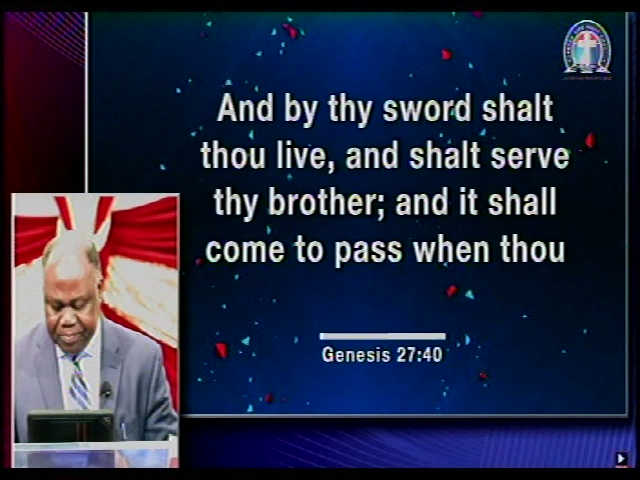 And by thy sword shalt
thou live, and shalt serve
thy brother; and it shall
come to pass when thou
Genesis 27:40